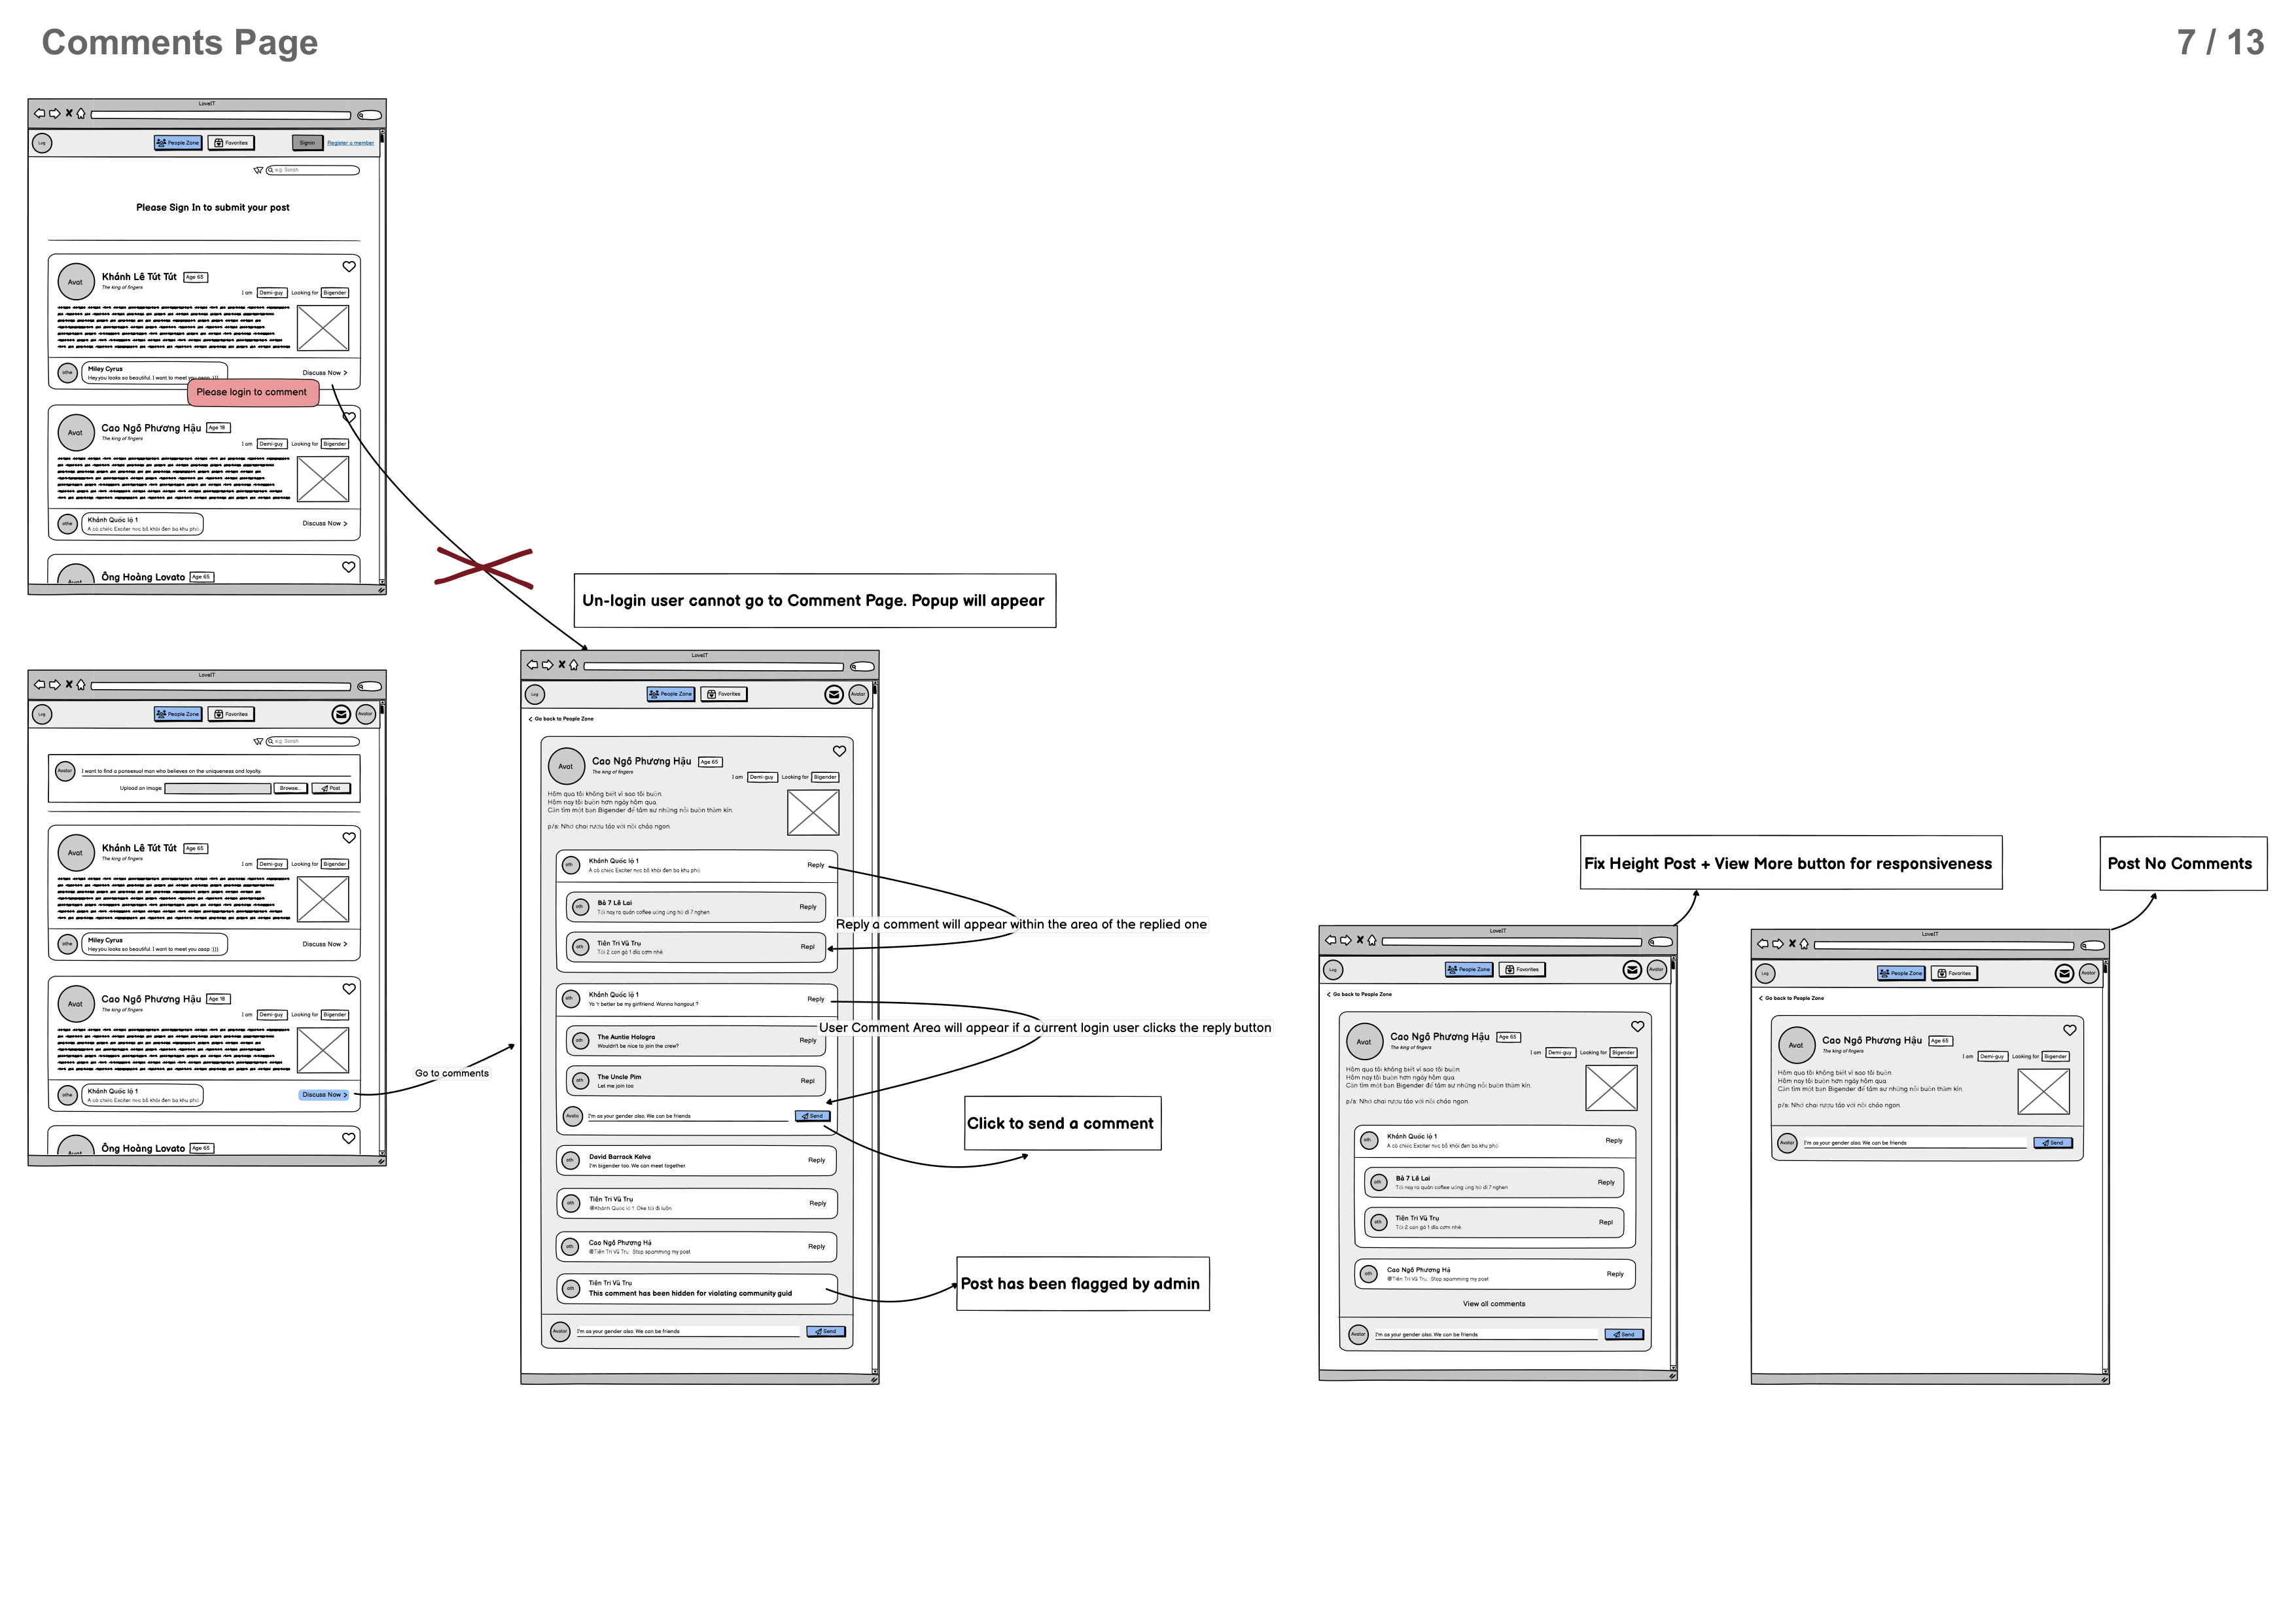 Comments Page
7 / 13
LoveIT
Log
People Zone
Favorites
Signin
Register a member
e.g. Sarah
Please Sign In to submit your post
Avat
Khánh Lê Tút Tút
Age 65
The king of fingers
I am
Demi-guy
Looking for
Bigender
othe
Miley Cyrus
Hey you looks so beautiful. I want to meet you asap :)))
Discuss Now >
Please login to comment
Avat
Cao Ngô Phương Hậu
Age 18
The king of fingers
I am
Demi-guy
Looking for
Bigender
othe
Khánh Quốc lộ 1
A có chiếc Exciter nẹc bô khói đen ba khu phố
Discuss Now >
Avat
Ông Hoàng Lovato
Age 65
Un-login user cannot go to Comment Page. Popup will appear
LoveIT
Log
People Zone
Favorites
Avatar
e.g. Sarah
Avatar
I want to find a pansexual man who believes on the uniqueness and loyalty.
Upload an image:
Browse...
Post
Avat
Khánh Lê Tút Tút
Age 65
The king of fingers
I am
Demi-guy
Looking for
Bigender
othe
Miley Cyrus
Hey you looks so beautiful. I want to meet you asap :)))
Discuss Now >
Avat
Cao Ngô Phương Hậu
Age 18
The king of fingers
I am
Demi-guy
Looking for
Bigender
othe
Khánh Quốc lộ 1
A có chiếc Exciter nẹc bô khói đen ba khu phố
Discuss Now >
Avat
Ông Hoàng Lovato
Age 65
Go to comments
LoveIT
Log
People Zone
Favorites
Avatar
< Go back to People Zone
Avat
Cao Ngô Phương Hậu
Age 65
The king of fingers
I am
Demi-guy
Looking for
Bigender
Hôm qua tôi không biết vì sao tôi buồn.
Hôm nay tôi buồn hơn ngày hôm qua.
Cần tìm một bạn Bigender để tâm sự những nỗi buồn thầm kín.
p/s: Nhớ chai rượu táo với nồi cháo ngon.
oth
Khánh Quốc lộ 1
A có chiếc Exciter nẹc bô khói đen ba khu phố
Reply
oth
Bà 7 Lê Lai
Tối nay ra quán coffee uống ủng hộ dì 7 nghen
Reply
oth
Tiên Tri Vũ Trụ
Tối 2 con gà 1 dĩa cơm nhé.
Repl
Reply a comment will appear within the area of the replied one
oth
Khánh Quốc lộ 1
Yo 'r better be my girlfriend. Wanna hangout ?
Reply
User Comment Area will appear if a current login user clicks the reply button
oth
The Auntie Hologra
Wouldn't be nice to join the crew?
Reply
oth
The Uncle Pim
Let me join too
Repl
Avata
I'm as your gender also. We can be friends
Send
Click to send a comment
oth
David Barrack Kelva
I'm bigender too. We can meet together.
Reply
oth
Tiên Tri Vũ Trụ
@Khánh Quốc lộ 1: Oke tối đi luôn
Reply
oth
Cao Ngô Phương Hậ
@Tiên Tri Vũ Trụ: Stop spamming my post
Reply
oth
Tiên Tri Vũ Trụ
This comment has been hidden for violating community guid
Post has been flagged by admin
Avatar
I'm as your gender also. We can be friends
Send
Fix Height Post + View More button for responsiveness
LoveIT
Log
People Zone
Favorites
Avatar
< Go back to People Zone
Avat
Cao Ngô Phương Hậu
Age 65
The king of fingers
I am
Demi-guy
Looking for
Bigender
Hôm qua tôi không biết vì sao tôi buồn.
Hôm nay tôi buồn hơn ngày hôm qua.
Cần tìm một bạn Bigender để tâm sự những nỗi buồn thầm kín.
p/s: Nhớ chai rượu táo với nồi cháo ngon.
oth
Khánh Quốc lộ 1
A có chiếc Exciter nẹc bô khói đen ba khu phố
Reply
oth
Bà 7 Lê Lai
Tối nay ra quán coffee uống ủng hộ dì 7 nghen
Reply
oth
Tiên Tri Vũ Trụ
Tối 2 con gà 1 dĩa cơm nhé.
Repl
oth
Cao Ngô Phương Hậ
@Tiên Tri Vũ Trụ: Stop spamming my post
Reply
View all comments
Avatar
I'm as your gender also. We can be friends
Send
Post No Comments
LoveIT
Log
People Zone
Favorites
Avatar
< Go back to People Zone
Avat
Cao Ngô Phương Hậu
Age 65
The king of fingers
I am
Demi-guy
Looking for
Bigender
Hôm qua tôi không biết vì sao tôi buồn.
Hôm nay tôi buồn hơn ngày hôm qua.
Cần tìm một bạn Bigender để tâm sự những nỗi buồn thầm kín.
p/s: Nhớ chai rượu táo với nồi cháo ngon.
Avatar
I'm as your gender also. We can be friends
Send